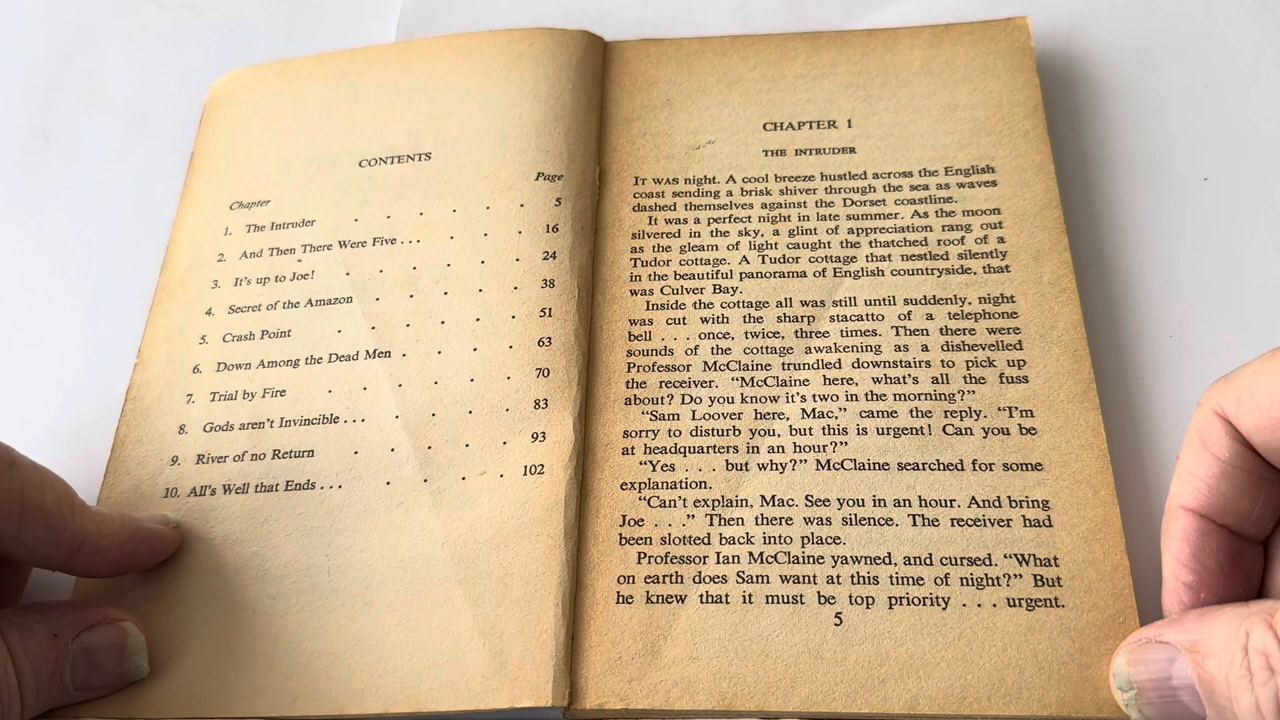 CONTENTS
Chapter Page
1. The Intruder . . . . . . 5
2. And Then There Were Five . . . . . . 16
3. It's up to Joe! . . . . . . 24
4. Secret of the Amazon . . . . . 38
5. Crash Point . . . . . 51
6. Down Among the Dead Men . . . . . 63
7. Trial by Fire . . . . . 70
8. Gods aren't Invincible . . . . . . . 83
9. River of no Return . . . . . 93
10. All's Well that Ends . . . . . . . 102
CHAPTER 1
THE INTRUDER
IT WAS night. A cool breeze hustled across the English
coast sending a brisk shiver through the sea as waves
dashed themselves against the Dorset coastline.
It was a perfect night in late summer. As the moon
silvered in the sky, a glint of appreciation rang out
as the gleam of light caught the thatched roof of a
Tudor cottage. A Tudor cottage that nestled silently
in the beautiful panorama of English countryside, that
was Culver Bay.
Inside the cottage all was still until suddenly, night
was cut with the sharp stacatto of a telephone
bell . . . once, twice, three times. Then there were
sounds of the cottage awakening as a dishevelled
Professor McClaine trundled downstairs to pick up
the receiver. “McClaine here, what's all the fuss
about? Do you know it's two in the morning?”
“Sam Loover here, Mac,” came the reply. “I'm
sorry to disturb you, but this is urgent! Can you be
at headquarters in an hour?”
“Yes . . . but why?” McClaine searched for some
explanation.
“Can't explain, Mac. See you in an hour. And bring
Joe . . .” Then there was silence. The receiver had
been slotted back into place.
Professor Ian McClaine yawned, and cursed. “What
on earth does Sam want at this time of night?” But
he knew that it must be top priority . . . urgent.
5